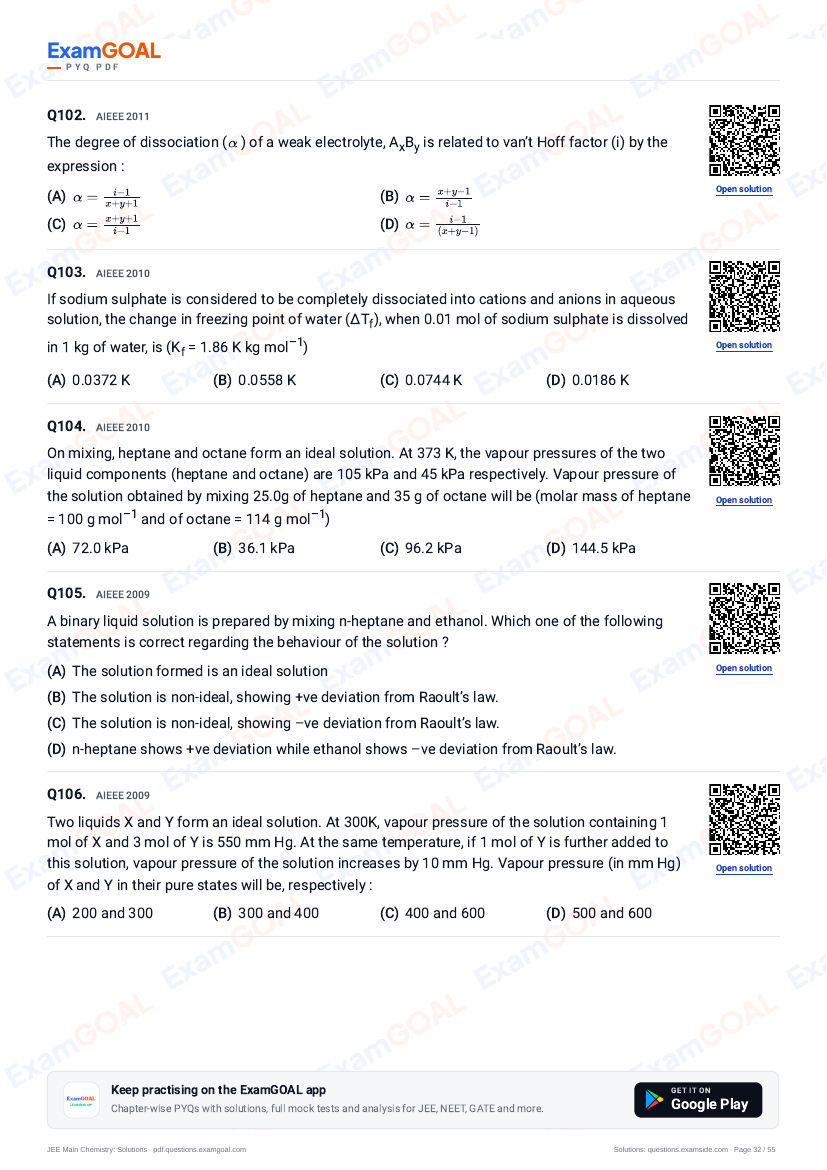 ExamGOAL
PYQ PDF
Q102. AIEEE 2011
The degree of dissociation (α) of a weak electrolyte, AxBy is related to van't Hoff factor (i) by the
expression :
(A) α = i−1/x+y+1 (B) α = x+y−1/i−1
(C) α = x+y+1/i−1 (D) α = i−1/(x+y−1)
Open solution
Q103. AIEEE 2010
If sodium sulphate is considered to be completely dissociated into cations and anions in aqueous
solution, the change in freezing point of water (ΔTf), when 0.01 mol of sodium sulphate is dissolved
in 1 kg of water, is (Kf = 1.86 K kg mol−1)
(A) 0.0372 K (B) 0.0558 K (C) 0.0744 K (D) 0.0186 K
Open solution
Q104. AIEEE 2010
On mixing, heptane and octane form an ideal solution. At 373 K, the vapour pressures of the two
liquid components (heptane and octane) are 105 kPa and 45 kPa respectively. Vapour pressure of
the solution obtained by mixing 25.0g of heptane and 35 g of octane will be (molar mass of heptane
= 100 g mol−1 and of octane = 114 g mol−1)
(A) 72.0 kPa (B) 36.1 kPa (C) 96.2 kPa (D) 144.5 kPa
Open solution
Q105. AIEEE 2009
A binary liquid solution is prepared by mixing n-heptane and ethanol. Which one of the following
statements is correct regarding the behaviour of the solution ?
(A) The solution formed is an ideal solution
(B) The solution is non-ideal, showing +ve deviation from Raoult's law.
(C) The solution is non-ideal, showing −ve deviation from Raoult's law.
(D) n-heptane shows +ve deviation while ethanol shows −ve deviation from Raoult's law.
Open solution
Q106. AIEEE 2009
Two liquids X and Y form an ideal solution. At 300K, vapour pressure of the solution containing 1
mol of X and 3 mol of Y is 550 mm Hg. At the same temperature, if 1 mol of Y is further added to
this solution, vapour pressure of the solution increases by 10 mm Hg. Vapour pressure (in mm Hg)
of X and Y in their pure states will be, respectively :
(A) 200 and 300 (B) 300 and 400 (C) 400 and 600 (D) 500 and 600
Open solution
ExamGOAL
Keep practising on the ExamGOAL app
Chapter-wise PYQs with solutions, full mock tests and analysis for JEE, NEET, GATE and more.
GET IT ON
Google Play
JEE Main Chemistry: Solutions · pdf.questions.examgoal.com Solutions: questions.examside.com · Page 32 / 55